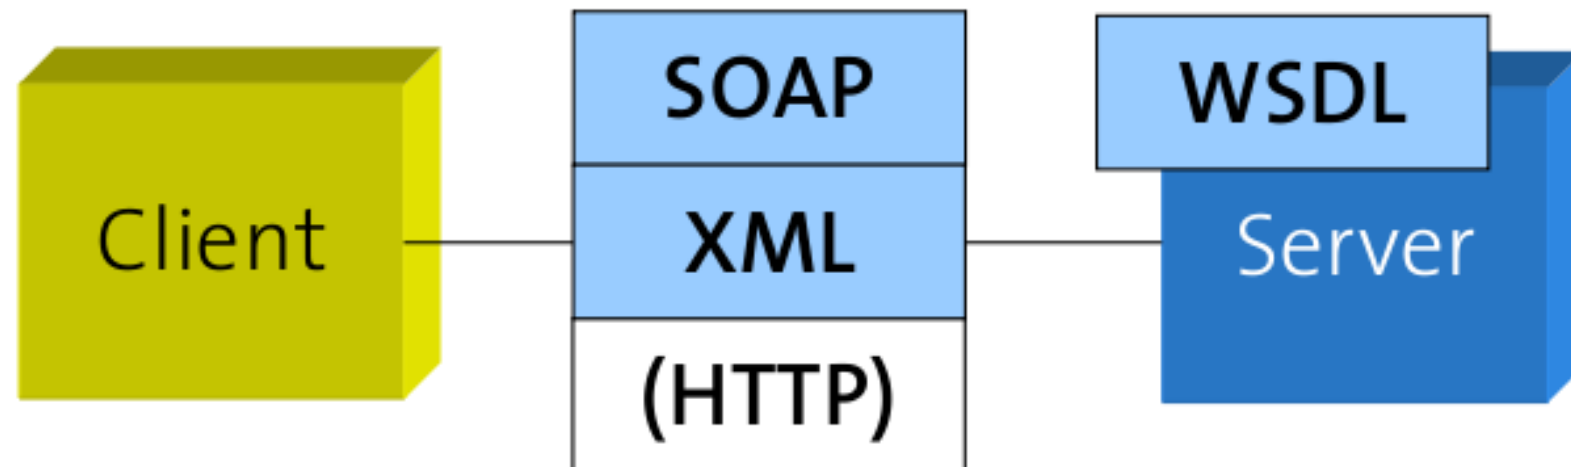 SOAP
WSDL
Client
XML
Server
(HTTP)